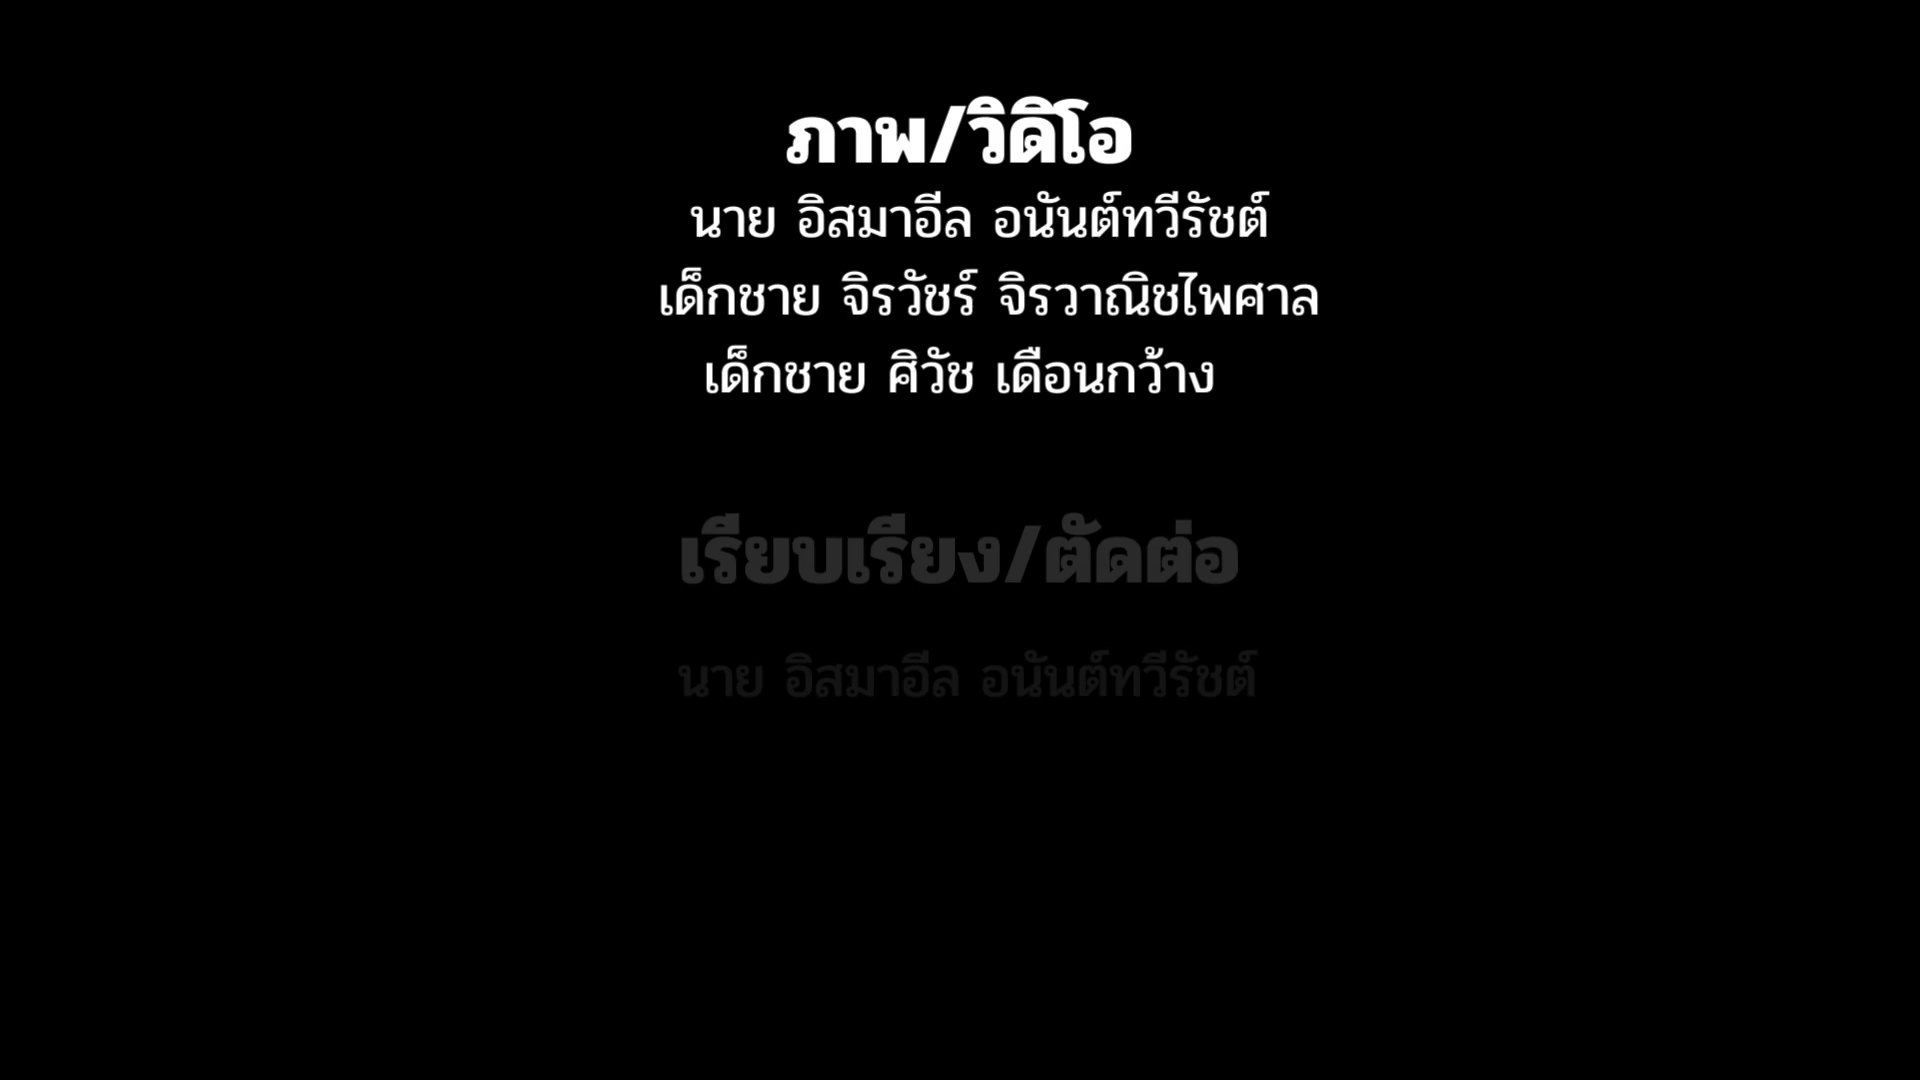 ภาพ/วิดิโอ
นาย อิสมาอีล อนันต์ทวีรัชต์
เด็กชาย จิรวัชร์ จิรวาณิชไพศาล
เด็กชาย ศิวัช เดือนกว้าง
เรียบเรียง/ตัดต่อ
นาย อิสมาอีล อนันต์ทวีรัชต์